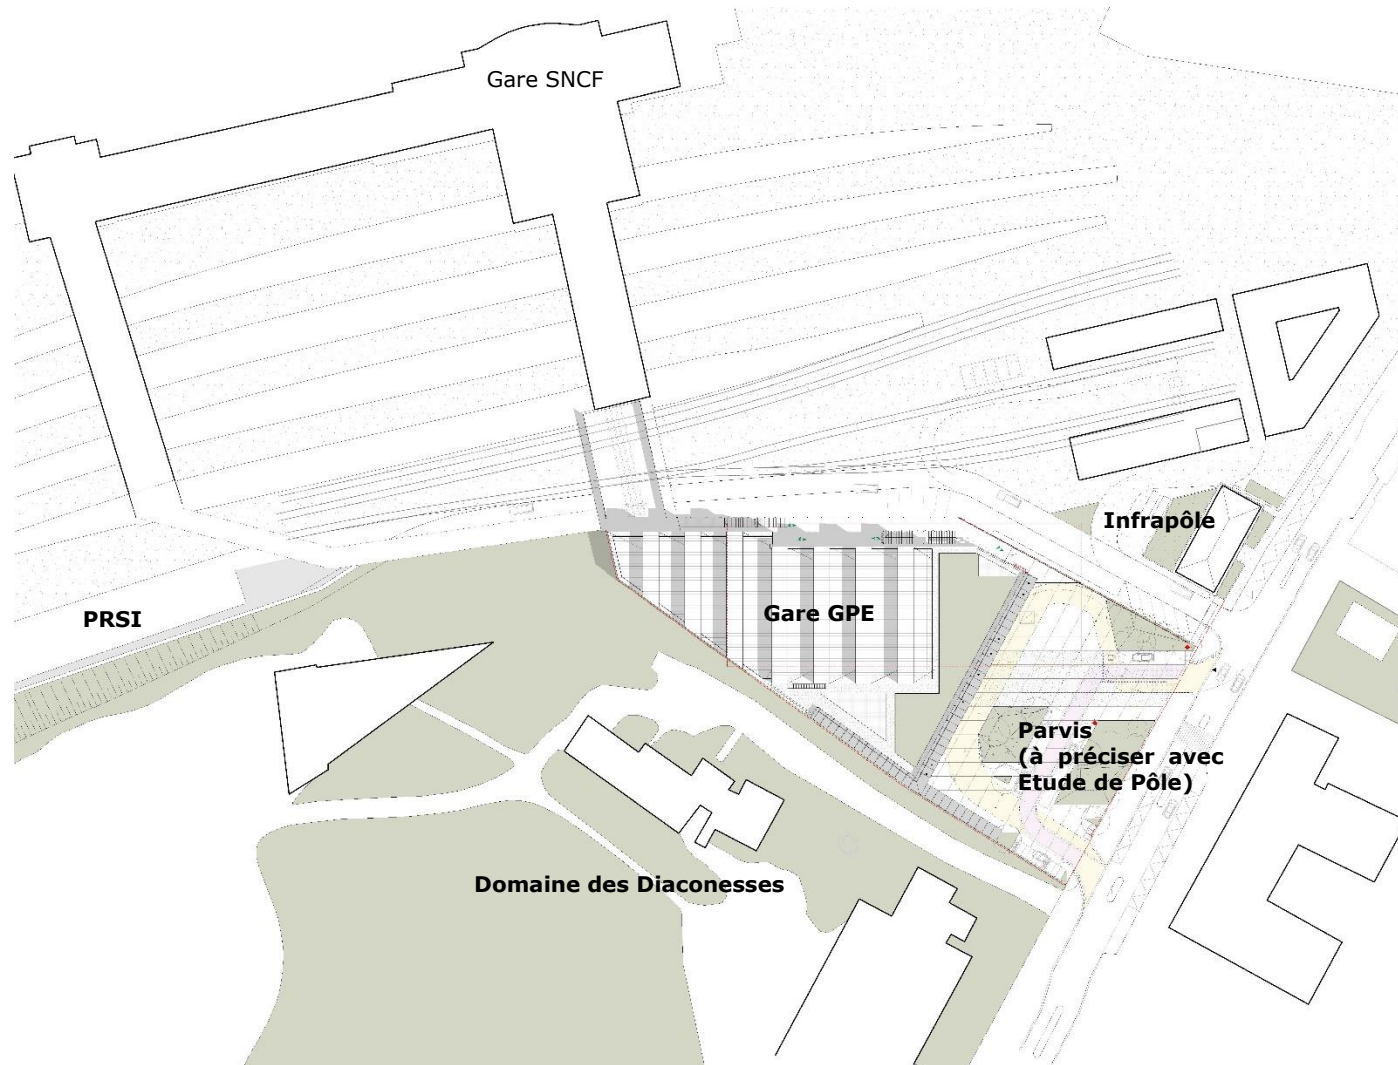 Gare SNCF
Infrapôle
Gare GPE
PRSI
Parvis
(à préciser avec
Etude de Pôle)
Domaine des Diaconesses